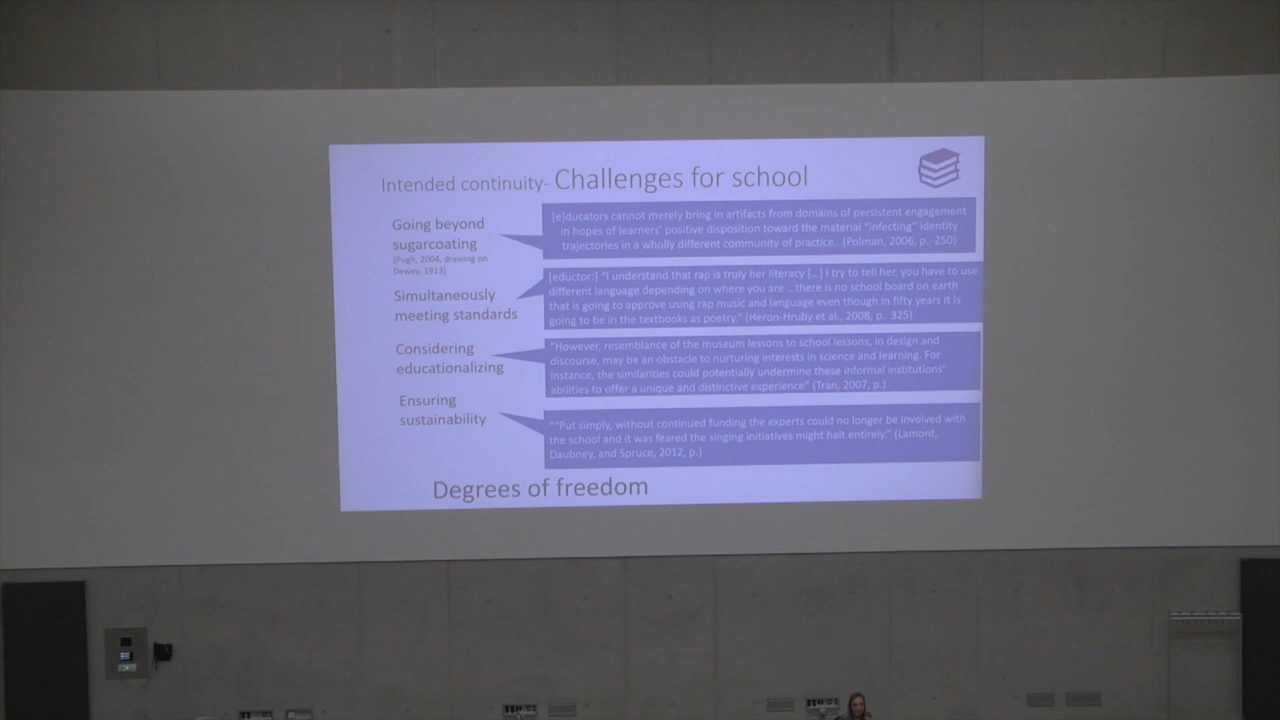 Intended continuity- Challenges for school
Going beyond
sugarcoating
(Pugh, 2004, drawing on
Dewey, 1913)
[e]ducators cannot merely bring in artifacts from domains of persistent engagement
in hopes of learners' positive disposition toward the material "infecting" identity
trajectories in a wholly different community of practice. (Polman, 2006, p. 250)
Simultaneously
meeting standards
[eductor:] "I understand that rap is truly her literacy [...] I try to tell her, you have to use
different language depending on where you are ...there is no school board on earth
that is going to approve using rap music and language even though in fifty years it is
going to be in the textbooks as poetry." (Heron-Hruby et al., 2008, p. 325)
Considering
educationalizing
"However, resemblance of the museum lessons to school lessons, in design and
discourse, may be an obstacle to nurturing interests in science and learning. For
instance, the similarities could potentially undermine these informal institutions'
abilities to offer a unique and distinctive experience" (Tran, 2007, p.)
Ensuring
sustainability
""Put simply, without continued funding the experts could no longer be involved with
the school and it was feared the singing initiatives might halt entirely." (Lamont,
Daubney, and Spruce, 2012, p.)
Degrees of freedom